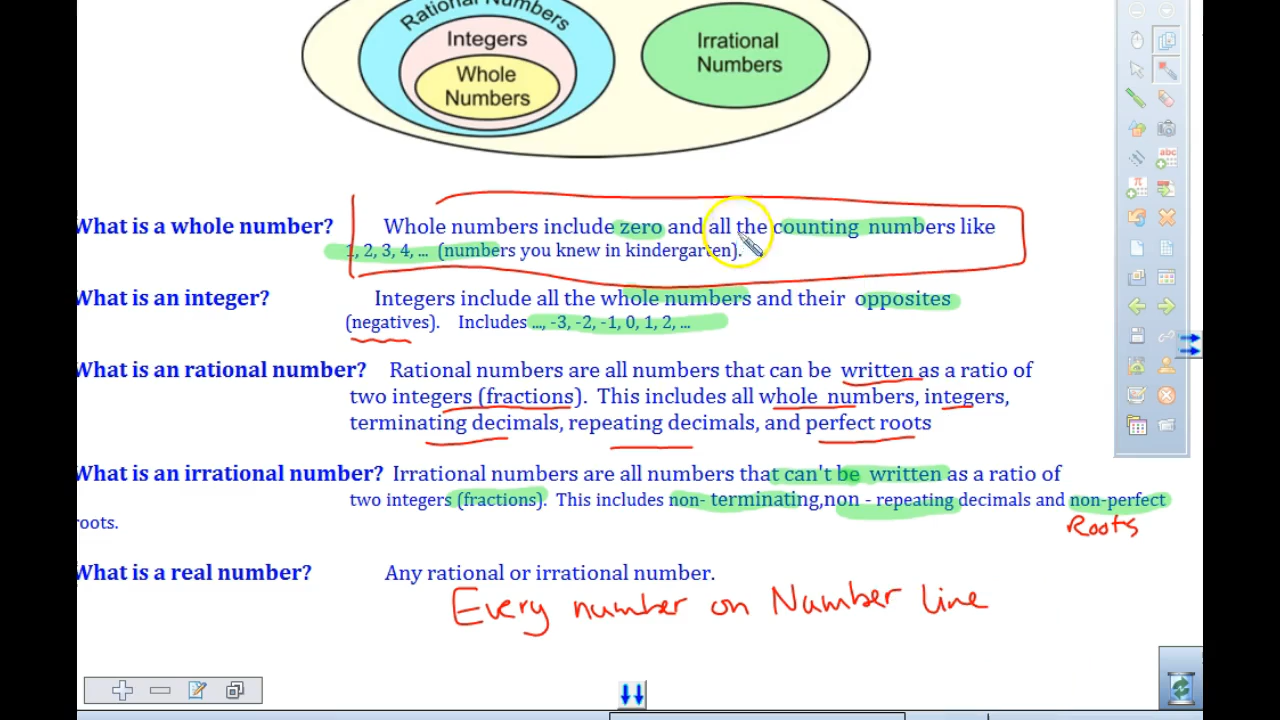 Rational Numbers
Integers
Whole
Numbers
Irrational
Numbers
What is a whole number? Whole numbers include zero and all the counting numbers like
1, 2, 3, 4, ... (numbers you knew in kindergarten).
What is an integer? Integers include all the whole numbers and their opposites
(negatives). Includes ..., -3, -2, -1, 0, 1, 2, ...
What is an rational number? Rational numbers are all numbers that can be written as a ratio of
two integers (fractions). This includes all whole numbers, integers,
terminating decimals, repeating decimals, and perfect roots
What is an irrational number? Irrational numbers are all numbers that can't be written as a ratio of
two integers (fractions). This includes non- terminating,non - repeating decimals and non-perfect
roots.
Roots
What is a real number? Any rational or irrational number.
Every number on Number line
abc
π